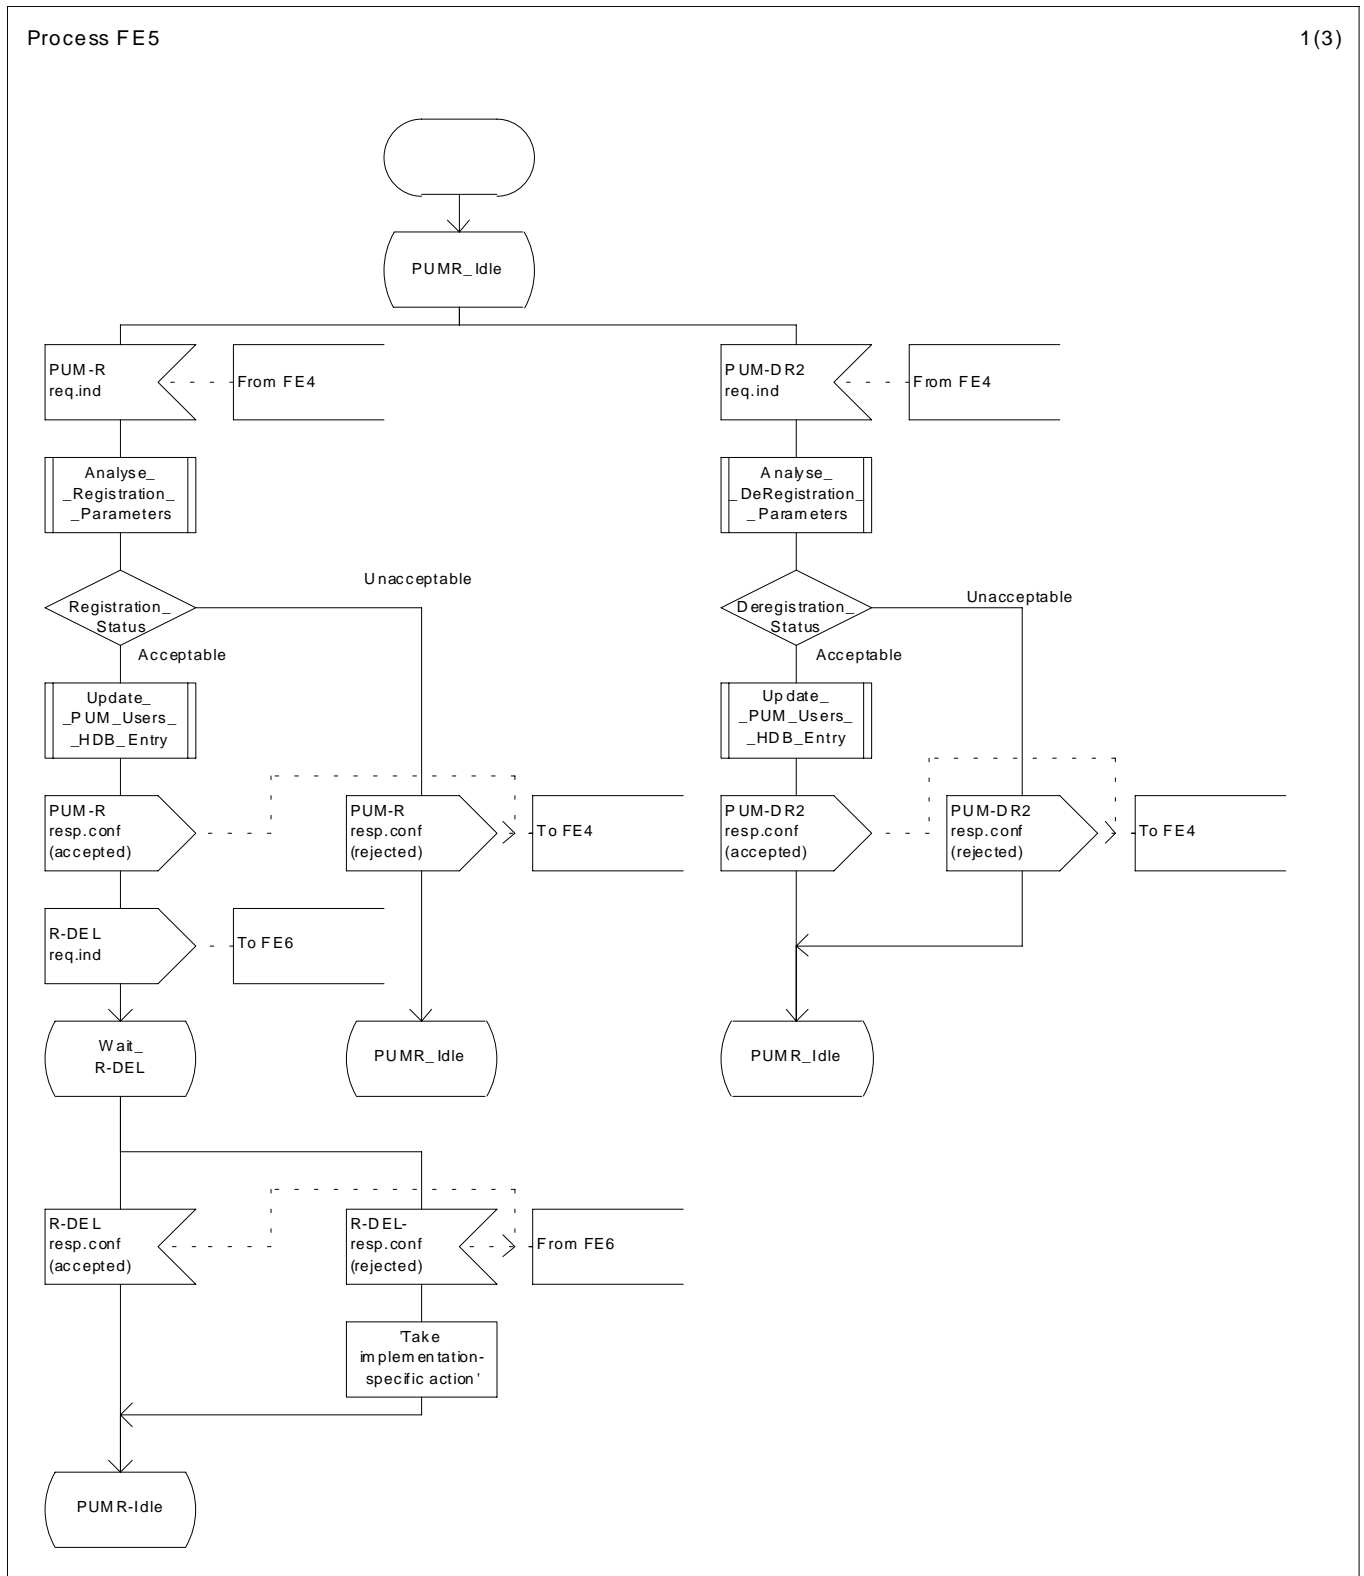 Process FE5
1(3)
PUMR_Idle
PUM-R
req.ind
From FE4
PUM-DR2
req.ind
From FE4
Analyse_
_Registration_
_Parameters
Analyse_
_DeRegistration_
_Parameters
Unacceptable
Registration_
Status
Acceptable
Unacceptable
Deregistration_
Status
Acceptable
Update_
_PUM_Users_
_HDB_Entry
Update_
_PUM_Users_
_HDB_Entry
PUM-R
resp.conf
(accepted)
PUM-R
resp.conf
(rejected)
To FE4
PUM-DR2
resp.conf
(accepted)
PUM-DR2
resp.conf
(rejected)
To FE4
R-DEL
req.ind
To FE6
Wait_
R-DEL
PUMR_Idle
PUMR_Idle
R-DEL
resp.conf
(accepted)
R-DEL-
resp.conf
(rejected)
From FE6
'Take
implementation-
specific action'
PUMR-Idle